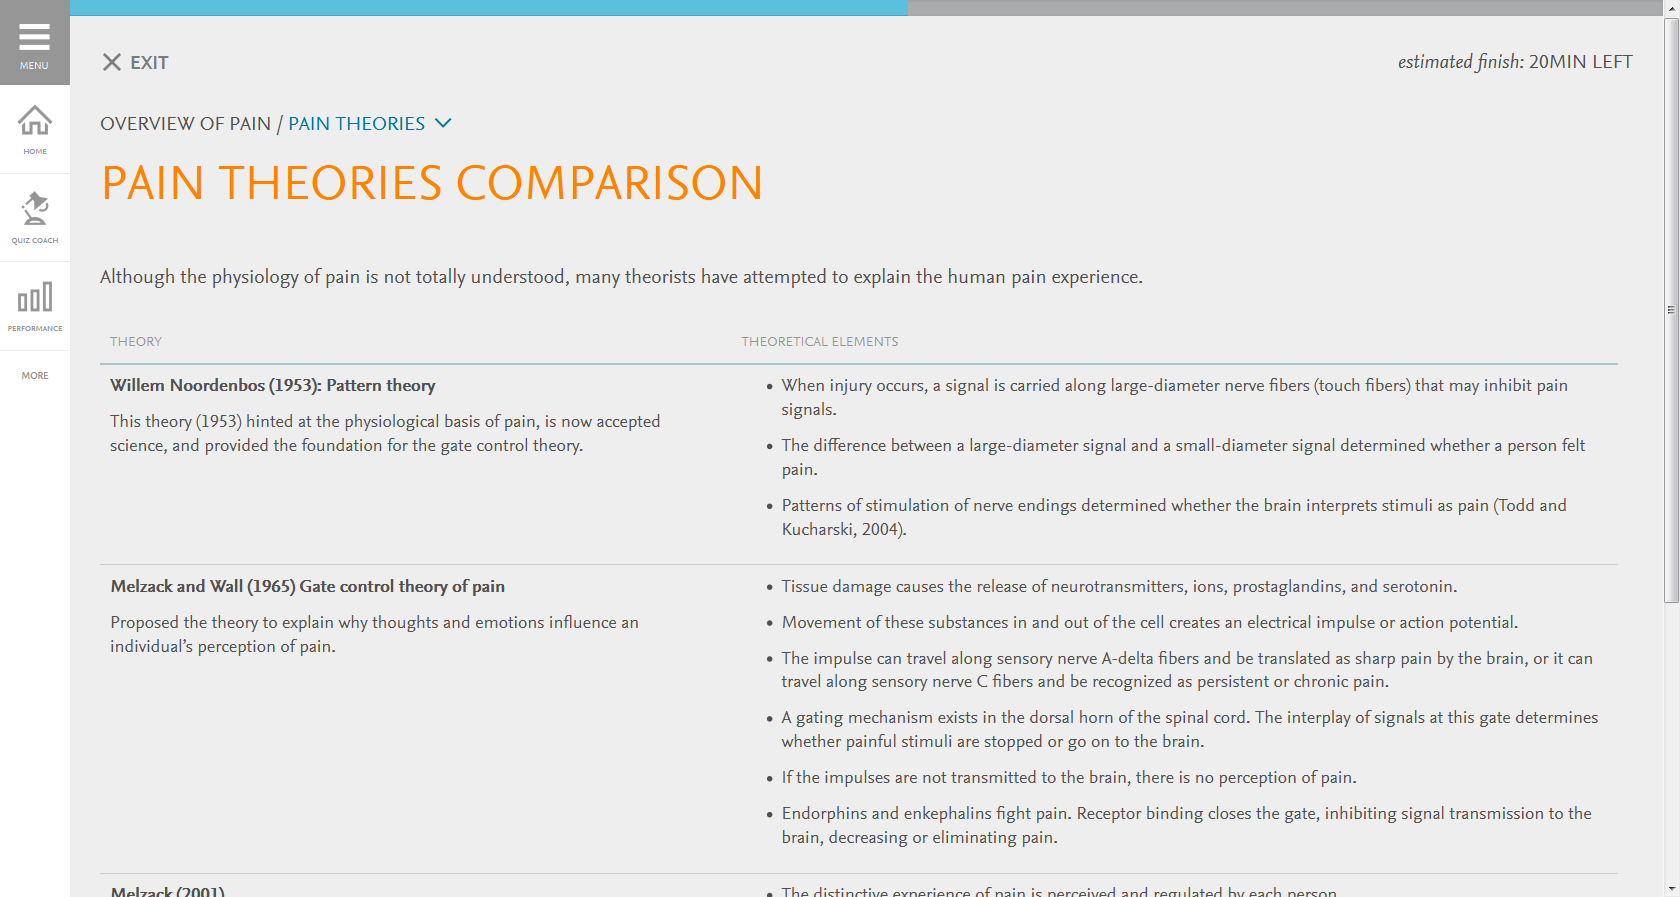 MENU
HOME
QUIZ COACH
PERFORMANCE
MORE
EXIT
estimated finish: 20MIN LEFT
OVERVIEW OF PAIN / PAIN THEORIES
PAIN THEORIES COMPARISON
Although the physiology of pain is not totally understood, many theorists have attempted to explain the human pain experience.
THEORY
THEORETICAL ELEMENTS
Willem Noordenbos (1953): Pattern theory
This theory (1953) hinted at the physiological basis of pain, is now accepted
science, and provided the foundation for the gate control theory.
• When injury occurs, a signal is carried along large-diameter nerve fibers (touch fibers) that may inhibit pain
signals.
• The difference between a large-diameter signal and a small-diameter signal determined whether a person felt
pain.
• Patterns of stimulation of nerve endings determined whether the brain interprets stimuli as pain (Todd and
Kucharski, 2004).
Melzack and Wall (1965) Gate control theory of pain
Proposed the theory to explain why thoughts and emotions influence an
individual’s perception of pain.
• Tissue damage causes the release of neurotransmitters, ions, prostaglandins, and serotonin.
• Movement of these substances in and out of the cell creates an electrical impulse or action potential.
• The impulse can travel along sensory nerve A-delta fibers and be translated as sharp pain by the brain, or it can
travel along sensory nerve C fibers and be recognized as persistent or chronic pain.
• A gating mechanism exists in the dorsal horn of the spinal cord. The interplay of signals at this gate determines
whether painful stimuli are stopped or go on to the brain.
• If the impulses are not transmitted to the brain, there is no perception of pain.
• Endorphins and enkephalins fight pain. Receptor binding closes the gate, inhibiting signal transmission to the
brain, decreasing or eliminating pain.
Melzack (2001)
• The distinctive experience of pain is perceived and regulated by each person.